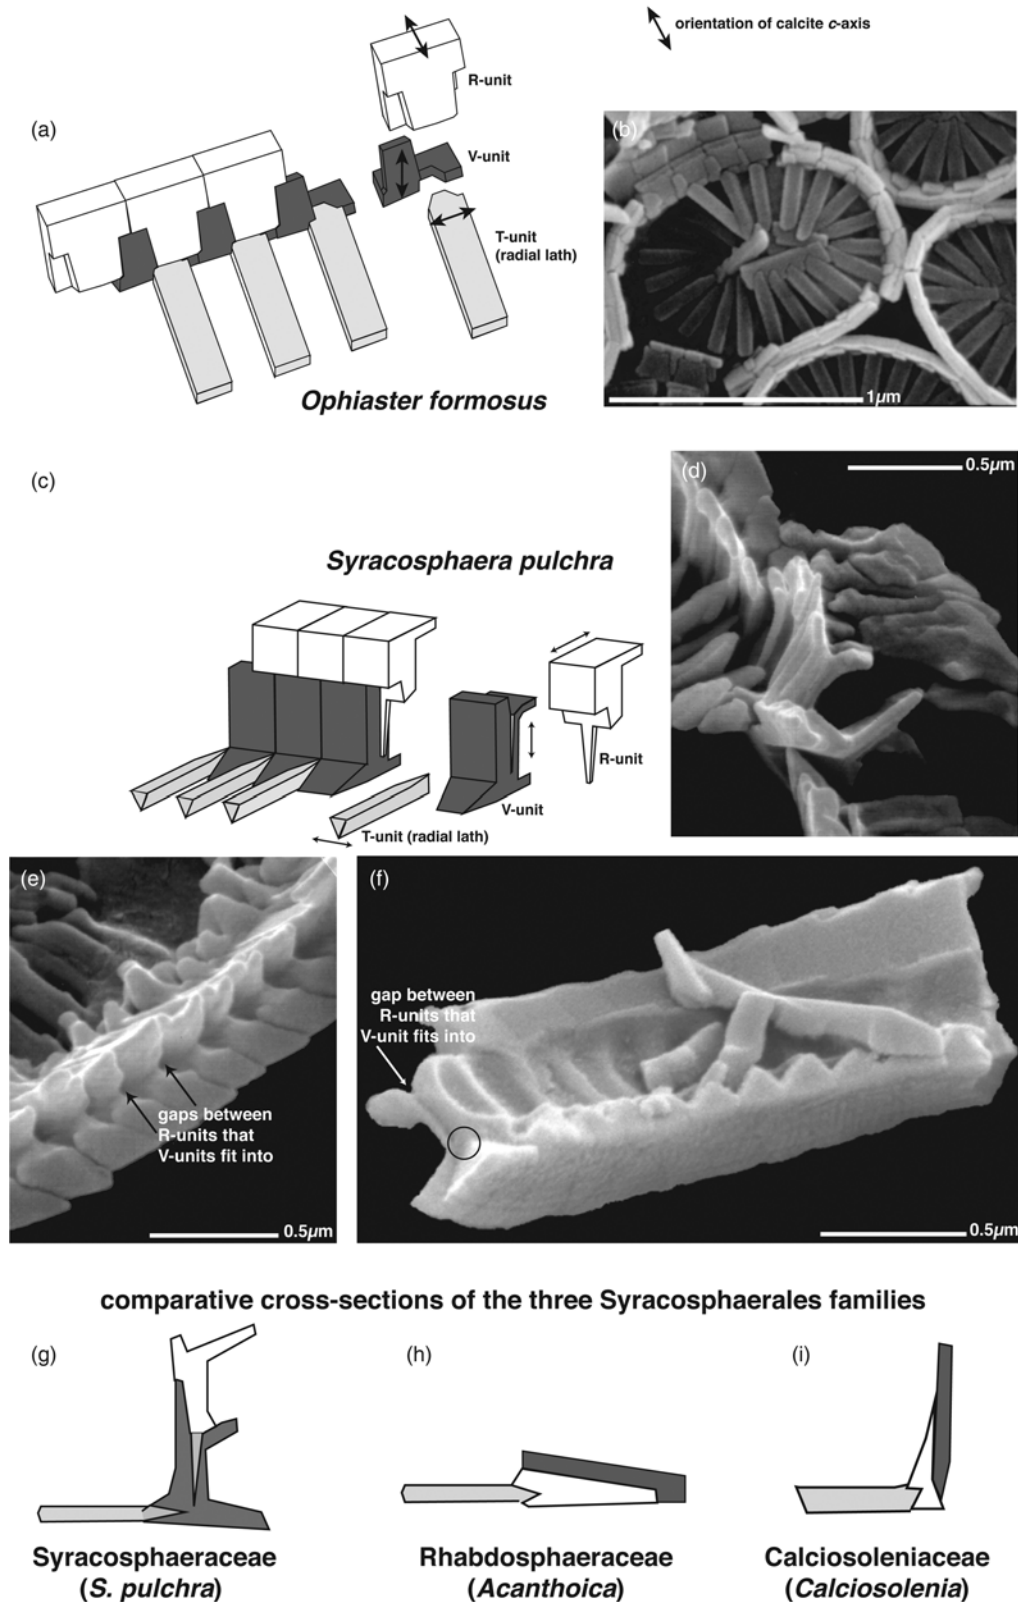 orientation of calcite c-axis
R-unit
(a)
(b)
V-unit
T-unit
(radial lath)
1µm
Ophiaster formosus
(c)
(d)
0.5µm
Syracosphaera pulchra
R-unit
V-unit
T-unit (radial lath)
(e)
(f)
gap between
R-units that
V-unit fits into
gaps between
R-units that
V-units fit into
0.5µm
0.5µm
comparative cross-sections of the three Syracosphaerales families
(g)
(h)
(i)
Syracosphaeraceae
(S. pulchra)
Rhabdosphaeraceae
(Acanthoica)
Calciosoleniaceae
(Calciosolenia)